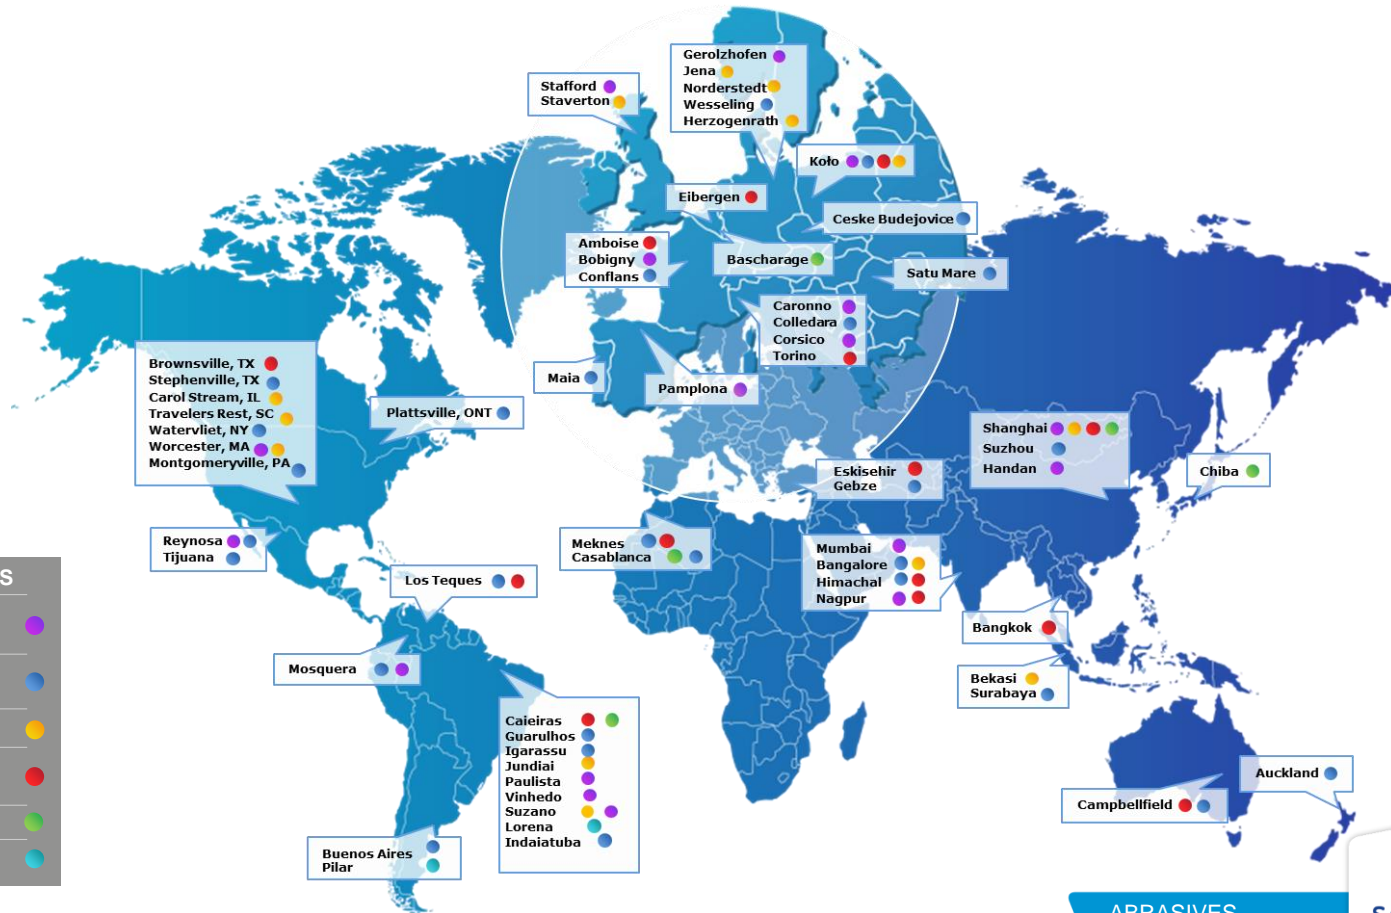 Gerolzhofen
Jena
Norderstedt
Wesseling
Herzogenrath
Stafford
Staverton
Koło
Eibergen
Ceske Budejovice
Amboise
Bobigny
Conflans
Bascharage
Satu Mare
Caronno
Colledara
Corsico
Torino
Maia
Pamplona
Brownsville, TX
Stephenville, TX
Carol Stream, IL
Travelers Rest, SC
Watervliet, NY
Worcester, MA
Montgomeryville, PA
Plattsville, ONT
Shanghai
Suzhou
Handan
Chiba
Eskisehir
Gebze
Reynosa
Tijuana
Meknes
Casablanca
Mumbai
Bangalore
Himachal
Nagpur
Los Teques
Bangkok
Mosquera
Bekasi
Surabaya
Caieiras
Guarulhos
Igarassu
Jundiai
Paulista
Vinhedo
Suzano
Lorena
Indaiatuba
Auckland
Campbellfield
Buenos Aires
Pilar
S
ABRASIVES